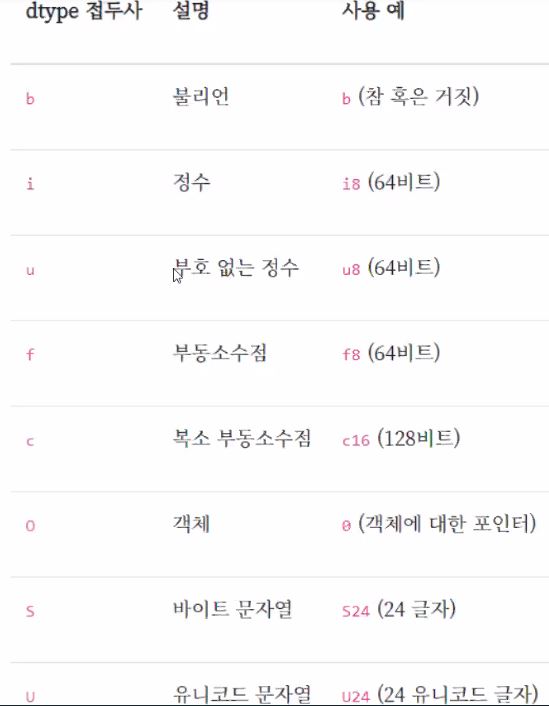 dtype 접두사 설명 사용 예
b 불리언 b (참 혹은 거짓)
i 정수 i8 (64비트)
u 부호 없는 정수 u8 (64비트)
f 부동소수점 f8 (64비트)
c 복소 부동소수점 c16 (128비트)
O 객체 0 (객체에 대한 포인터)
S 바이트 문자열 S24 (24 글자)
U 유니코드 문자열 U24 (24 유니코드 글자)